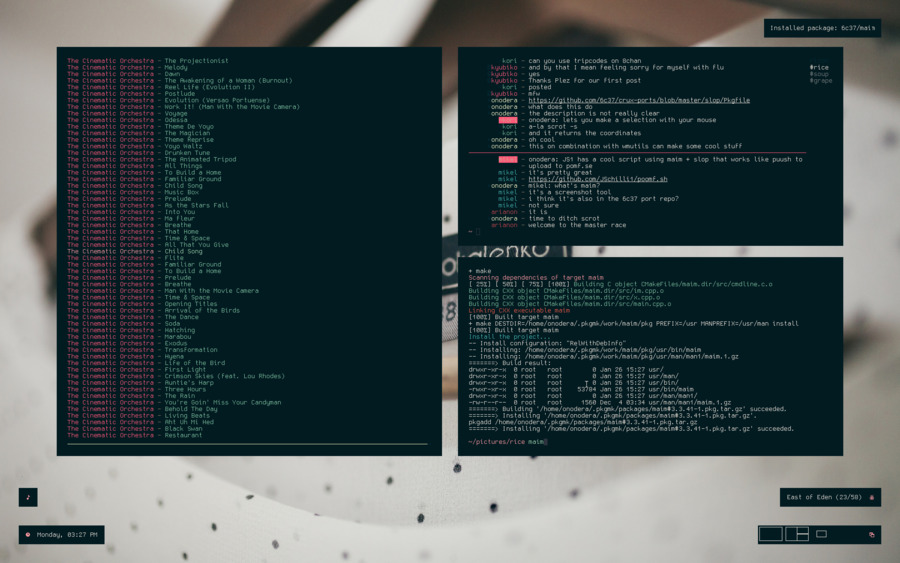 Installed package: 6c37/maim
The Cinematic Orchestra - The Projectionist
The Cinematic Orchestra - Melody
The Cinematic Orchestra - Dawn
The Cinematic Orchestra - The Awakening of a Woman (Burnout)
The Cinematic Orchestra - Reel Life (Evolution II)
The Cinematic Orchestra - Postlude
The Cinematic Orchestra - Evolution (Versao Portuense)
The Cinematic Orchestra - Work It! (Man With the Movie Camera)
The Cinematic Orchestra - Voyage
The Cinematic Orchestra - Odessa
The Cinematic Orchestra - Theme De Yoyo
The Cinematic Orchestra - The Magician
The Cinematic Orchestra - Theme Reprise
The Cinematic Orchestra - Yoyo Waltz
The Cinematic Orchestra - Drunken Tune
The Cinematic Orchestra - The Animated Tripod
The Cinematic Orchestra - All Things
The Cinematic Orchestra - To Build a Home
The Cinematic Orchestra - Familiar Ground
The Cinematic Orchestra - Child Song
The Cinematic Orchestra - Music Box
The Cinematic Orchestra - Prelude
The Cinematic Orchestra - As the Stars Fall
The Cinematic Orchestra - Into You
The Cinematic Orchestra - Ma fleur
The Cinematic Orchestra - Breathe
The Cinematic Orchestra - That Home
The Cinematic Orchestra - Time & Space
The Cinematic Orchestra - All That You Give
The Cinematic Orchestra - Child Song
The Cinematic Orchestra - Flite
The Cinematic Orchestra - Familiar Ground
The Cinematic Orchestra - To Build a Home
The Cinematic Orchestra - Prelude
The Cinematic Orchestra - Breathe
The Cinematic Orchestra - Man With the Movie Camera
The Cinematic Orchestra - Time & Space
The Cinematic Orchestra - Opening Titles
The Cinematic Orchestra - Arrival of the Birds
The Cinematic Orchestra - The Dance
The Cinematic Orchestra - Soda
The Cinematic Orchestra - Hatching
The Cinematic Orchestra - Marabou
The Cinematic Orchestra - Exodus
The Cinematic Orchestra - Transformation
The Cinematic Orchestra - Hyena
The Cinematic Orchestra - Life of the Bird
The Cinematic Orchestra - First Light
The Cinematic Orchestra - Crimson Skies (feat. Lou Rhodes)
The Cinematic Orchestra - Auntie's Harp
The Cinematic Orchestra - Three Hours
The Cinematic Orchestra - The Rain
The Cinematic Orchestra - You're Goin' Miss Your Candyman
The Cinematic Orchestra - Behold The Day
The Cinematic Orchestra - Living Beats
The Cinematic Orchestra - Ah! Uh Mi Hed
The Cinematic Orchestra - Black Swan
The Cinematic Orchestra - Restaurant
kori - can you use tripcodes on 8chan
kyubiko - and by that I mean feeling sorry for myself with flu
#rice
kyubiko - yes
#soup
kyubiko - Thanks Plez for our first post
#grape
kori - posted
kyubiko - mfw
onodera - https://github.com/6c37/crux-ports/blob/master/slop/Pkgfile
onodera - what does this do
onodera - the description is not really clear
kori - onodera: lets you make a selection with your mouse
kori - a-la scrot -s
kori - and it returns the coordinates
onodera - oh cool
onodera - this on combination with wmutils can make some cool stuff
mikel - onodera: JSI has a cool script using maim + slop that works like puush to
upload to pomf.se
mikel - it's pretty great
mikel - https://github.com/JSchilli1/poomf.sh
onodera - mikel: what's maim?
mikel - it's a screenshot tool
mikel - i think it's also in the 6c37 port repo?
mikel - not sure
arianon - it is
onodera - time to ditch scrot
arianon - welcome to the master race
~
+ make
Scanning dependencies of target maim
[ 25%] [ 50%] [ 75%] [100%] Building C object CMakeFiles/maim.dir/src/cmdline.c.o
Building CXX object CMakeFiles/maim.dir/src/im.cpp.o
Building CXX object CMakeFiles/maim.dir/src/x.cpp.o
Building CXX object CMakeFiles/maim.dir/src/main.cpp.o
Linking CXX executable maim
[100%] Built target maim
+ make DESTDIR=/home/onodera/.pkgmk/work/maim/pkg PREFIX=/usr MANPREFIX=/usr/man install
[100%] Built target maim
Install the project...
-- Install configuration: "RelWithDebInfo"
-- Installing: /home/onodera/.pkgmk/work/maim/pkg/usr/bin/maim
-- Installing: /home/onodera/.pkgmk/work/maim/pkg/usr/man/man1/maim.1.gz
=======> Build result:
drwxr-xr-x 0 root root 0 Jan 26 15:27 usr/
drwxr-xr-x 0 root root 0 Jan 26 15:27 usr/man/
drwxr-xr-x 0 root root 0 Jan 26 15:27 usr/bin/
-rwxr-xr-x 0 root root 53704 Jan 26 15:27 usr/bin/maim
drwxr-xr-x 0 root root 0 Jan 26 15:27 usr/man/man1/
-rw-r--r-- 0 root root 1560 Dec 4 03:34 usr/man/man1/maim.1.gz
=======> Building '/home/onodera/.pkgmk/packages/maim#3.3.41-1.pkg.tar.gz' succeeded.
=======> Installing '/home/onodera/.pkgmk/packages/maim#3.3.41-1.pkg.tar.gz'.
pkgadd /home/onodera/.pkgmk/packages/maim#3.3.41-1.pkg.tar.gz
=======> Installing '/home/onodera/.pkgmk/packages/maim#3.3.41-1.pkg.tar.gz' succeeded.
~/pictures/rice maim
East of Eden (23/58)
Monday, 03:27 PM